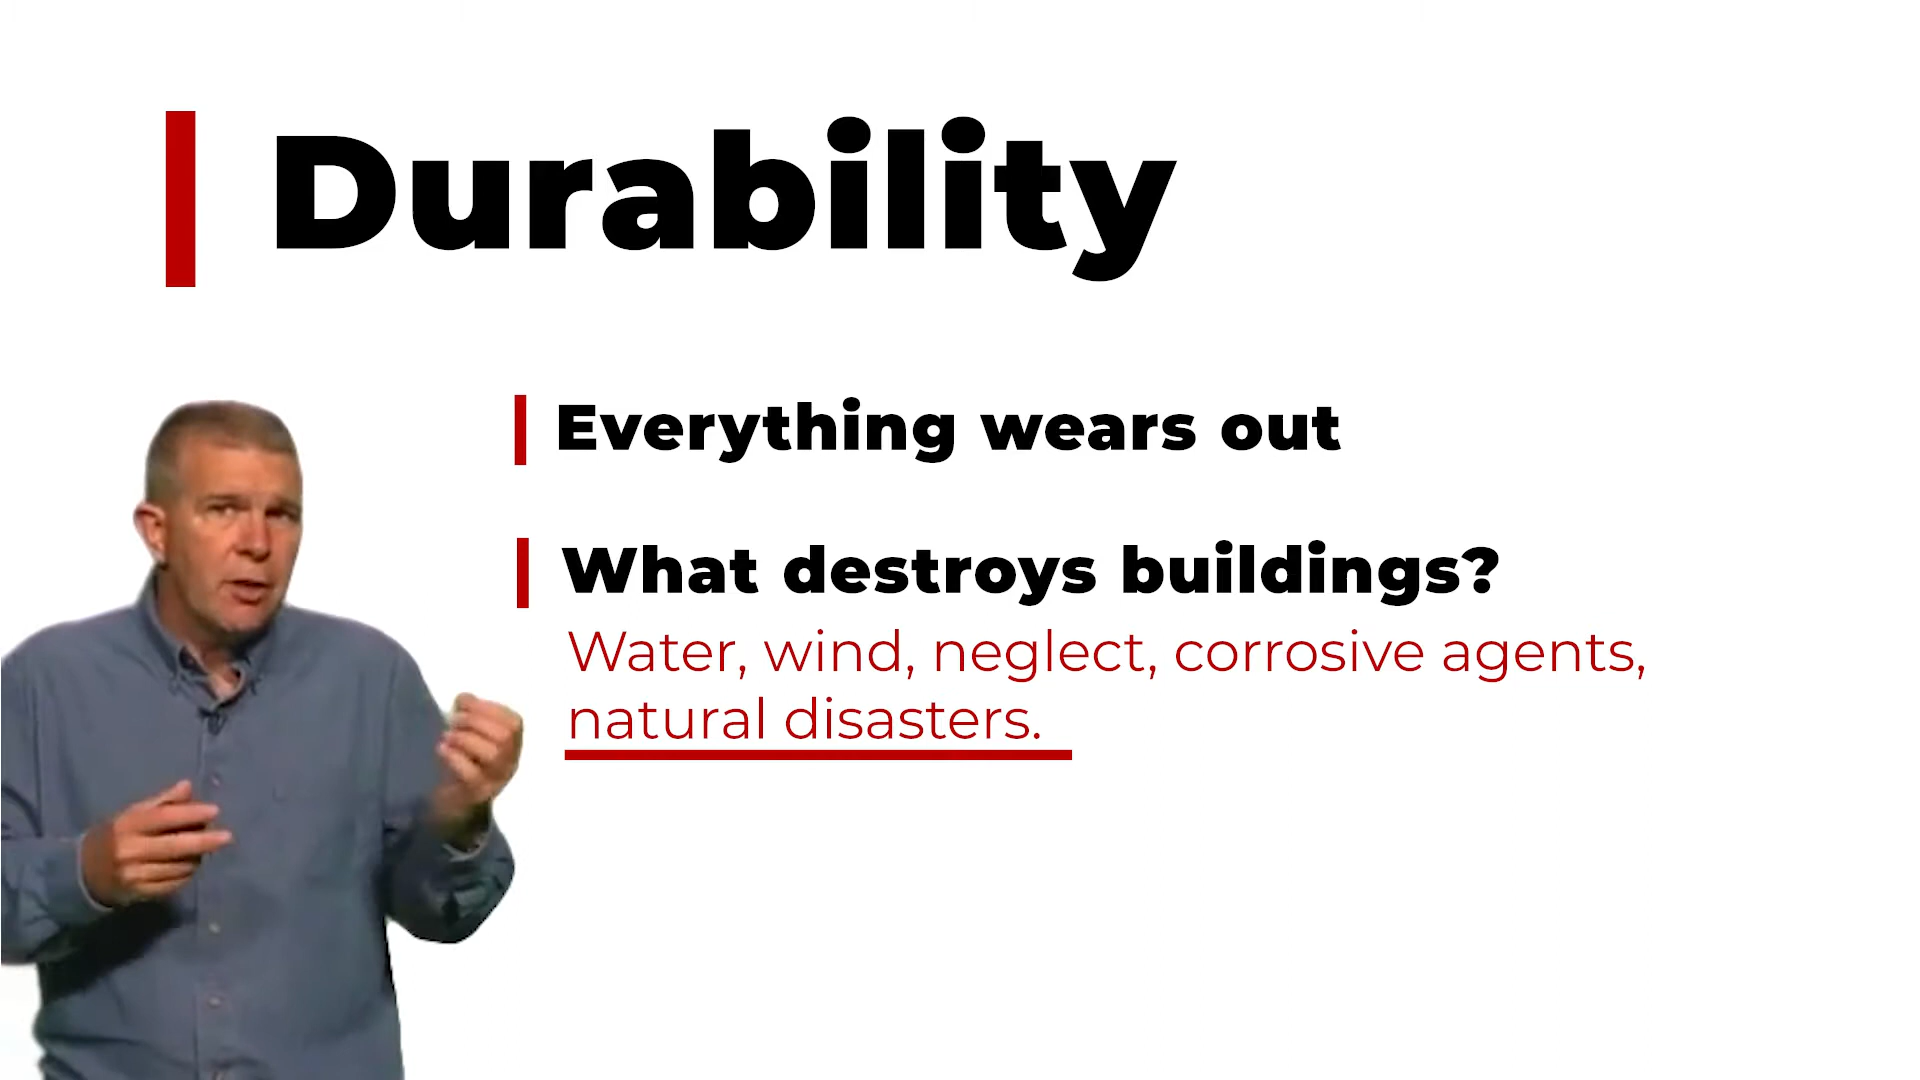 Durability
Everything wears out
What destroys buildings?
Water, wind, neglect, corrosive agents,
natural disasters.